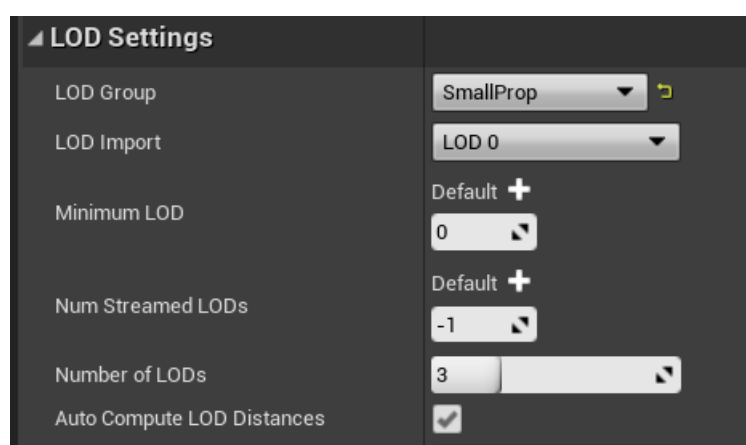 LOD Settings
LOD Group SmallProp
LOD Import LOD 0
Minimum LOD Default
0
Num Streamed LODs Default
-1
Number of LODs 3
Auto Compute LOD Distances